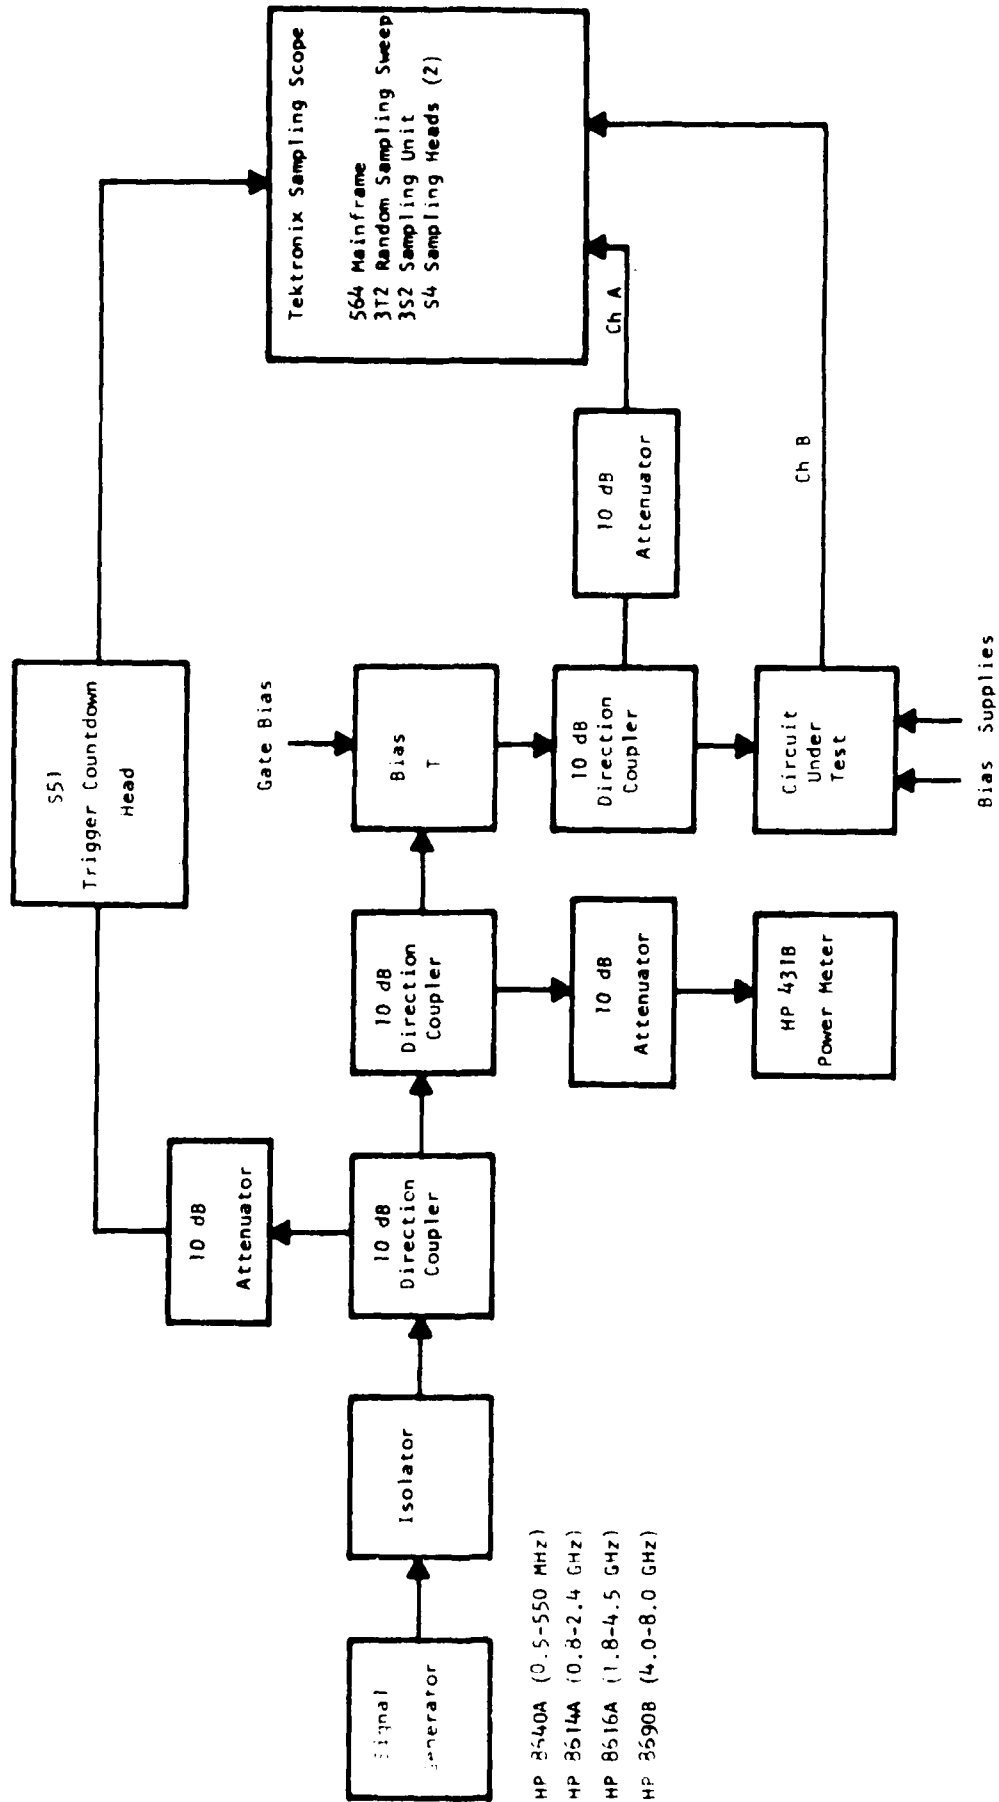 S51
Trigger Countdown
Head
Tektronix Sampling Scope
564 Mainframe
3T2 Random Sampling Sweep
3S2 Sampling Unit
S4 Sampling Heads (2)
10 dB
Attenuator
Gate Bias
Signal
Isolator
10 dB
Direction
Coupler
10 dB
Direction
Coupler
Bias
T
Ch A
10 dB
Direction
Coupler
10 dB
Attenuator
10 dB
Attenuator
HP 431B
Power Meter
Circuit
Under
Test
Ch B
Bias Supplies
HP 8640A (0.5-550 MHz)
HP 8614A (0.8-2.4 GHz)
HP 8616A (1.8-4.5 GHz)
HP 8690B (4.0-8.0 GHz)